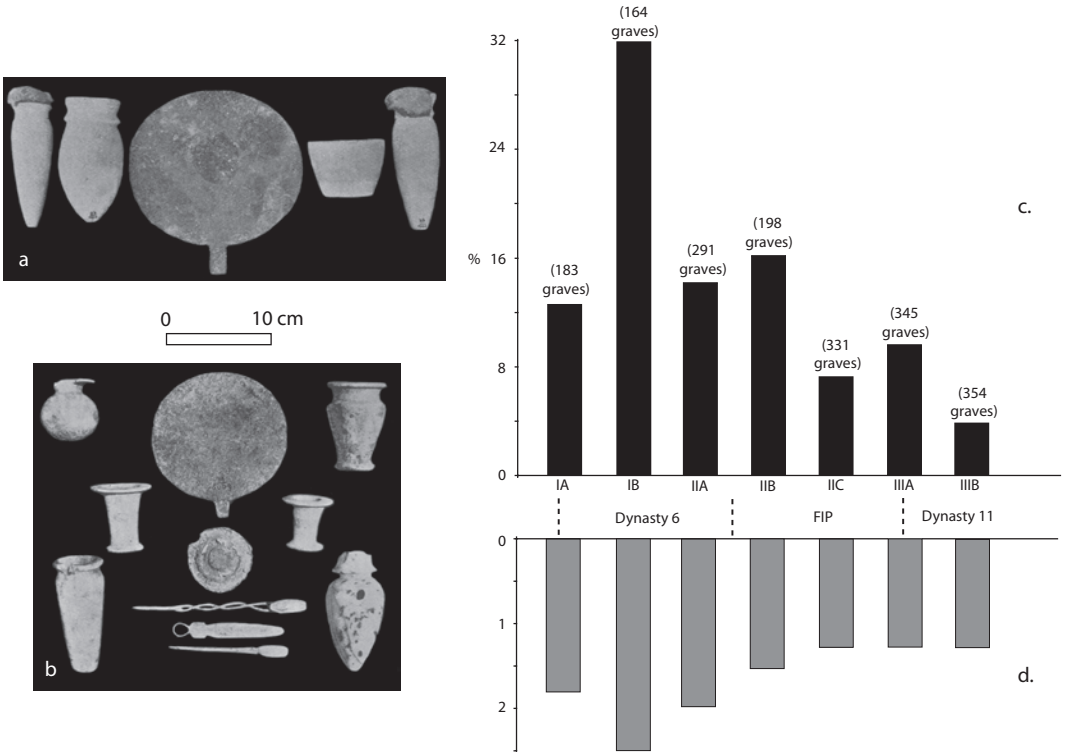 a
0 10 cm
b
(164
graves)
32
24
c.
(198
graves)
(291
graves)
% 16
(183
graves)
(345
graves)
(331
graves)
8
(354
graves)
0
IA IB IIA IIB IIC IIIA IIIB
Dynasty 6 FIP Dynasty 11
0
1
d.
2